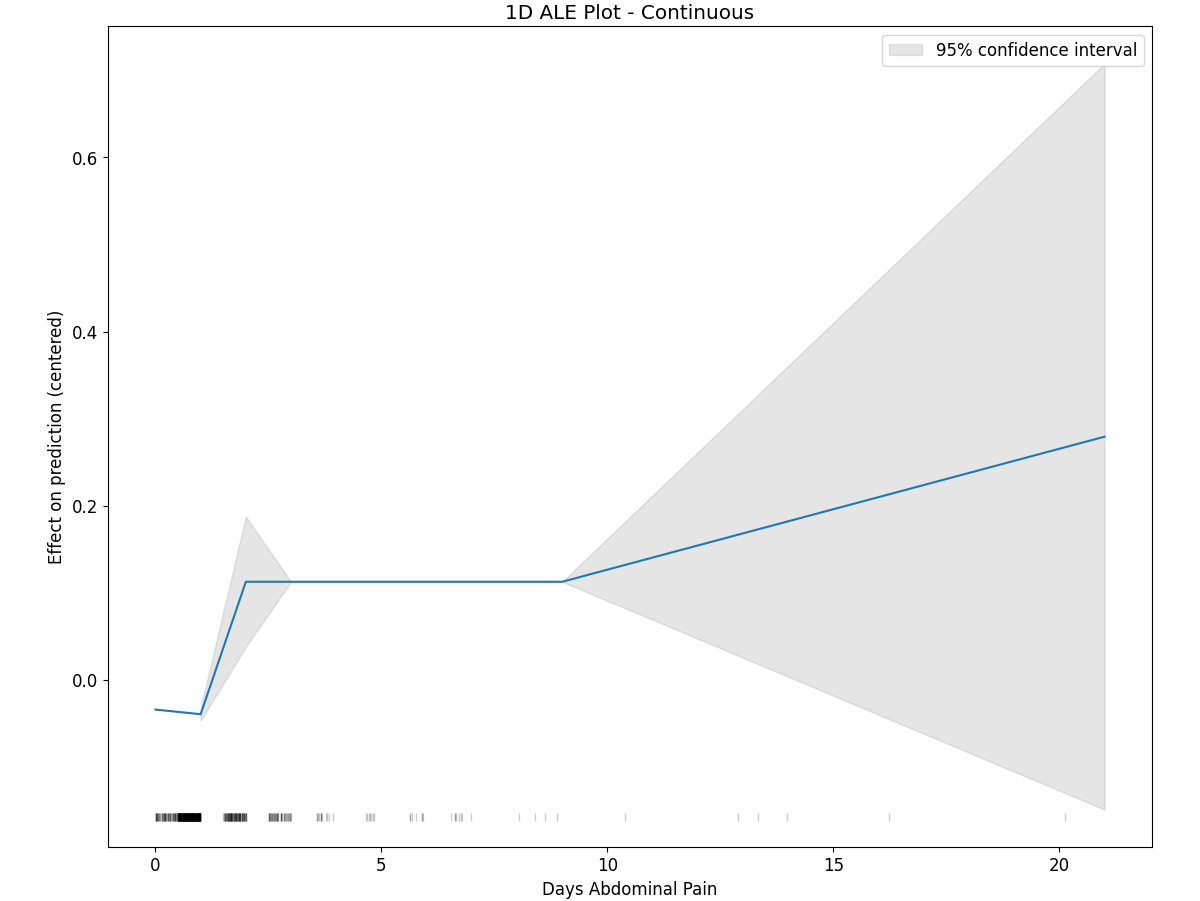 1D ALE Plot - Continuous
95% confidence interval
Effect on prediction (centered)
0.6
0.4
0.2
0.0
0 5 10 15 20
Days Abdominal Pain